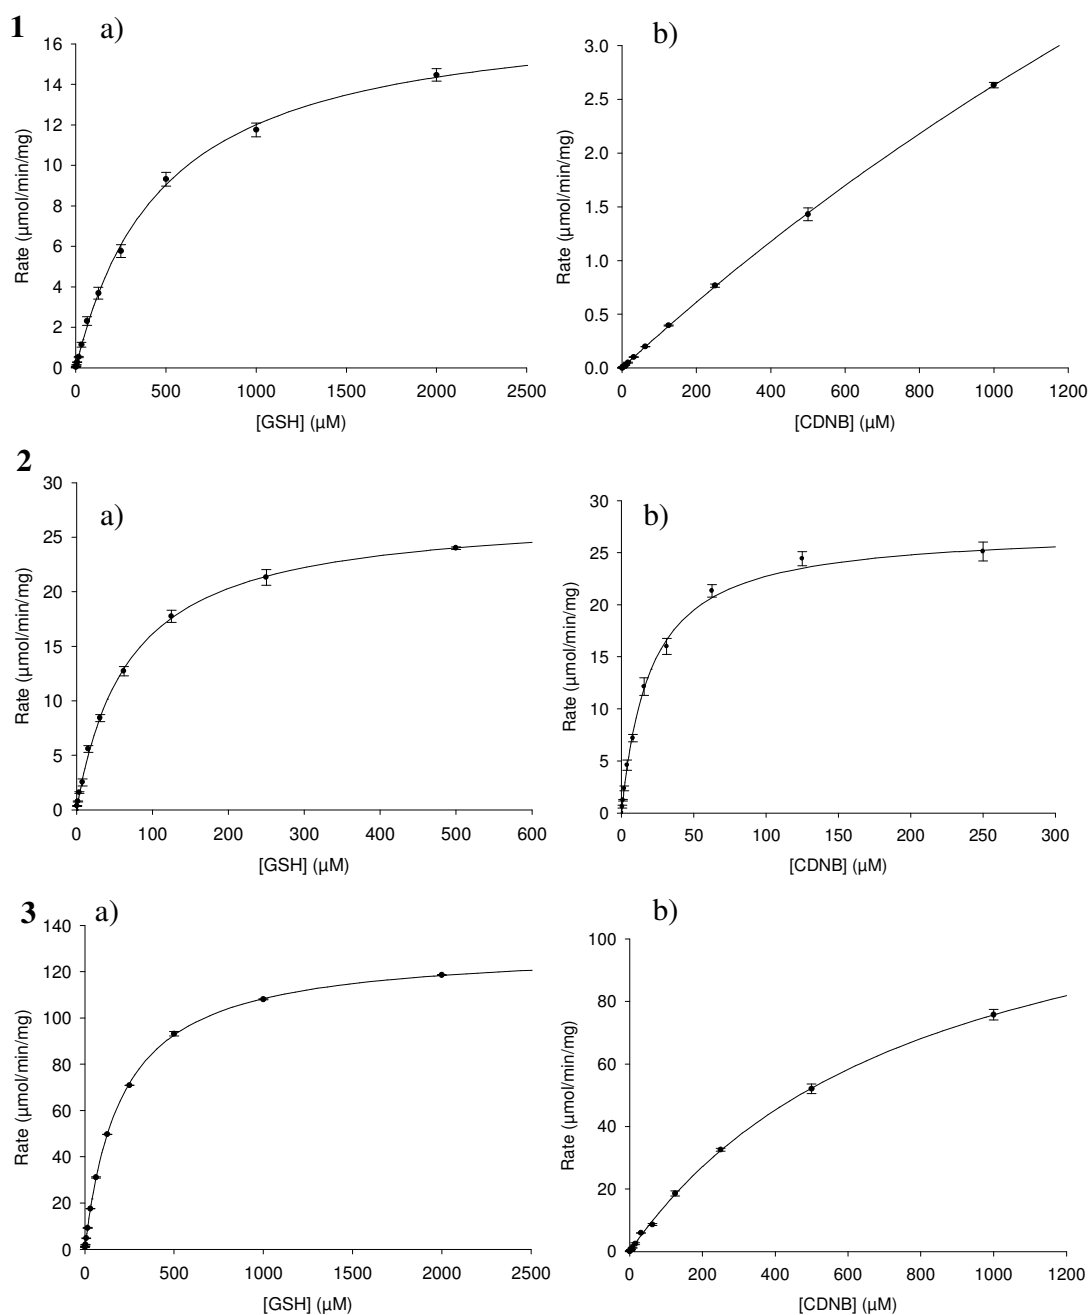 1
a)
16
14
12
10
8
6
4
2
0
Rate (µmol/min/mg)
0 500 1000 1500 2000 2500
[GSH] (µM)
b)
3.0
2.5
2.0
1.5
1.0
0.5
0.0
Rate (µmol/min/mg)
0 200 400 600 800 1000 1200
[CDNB] (µM)
2
a)
30
25
20
15
10
5
0
Rate (µmol/min/mg)
0 100 200 300 400 500 600
[GSH] (µM)
b)
30
25
20
15
10
5
0
Rate (µmol/min/mg)
0 50 100 150 200 250 300
[CDNB] (µM)
3
a)
140
120
100
80
60
40
20
0
Rate (µmol/min/mg)
0 500 1000 1500 2000 2500
[GSH] (µM)
b)
100
80
60
40
20
0
Rate (µmol/min/mg)
0 200 400 600 800 1000 1200
[CDNB] (µM)